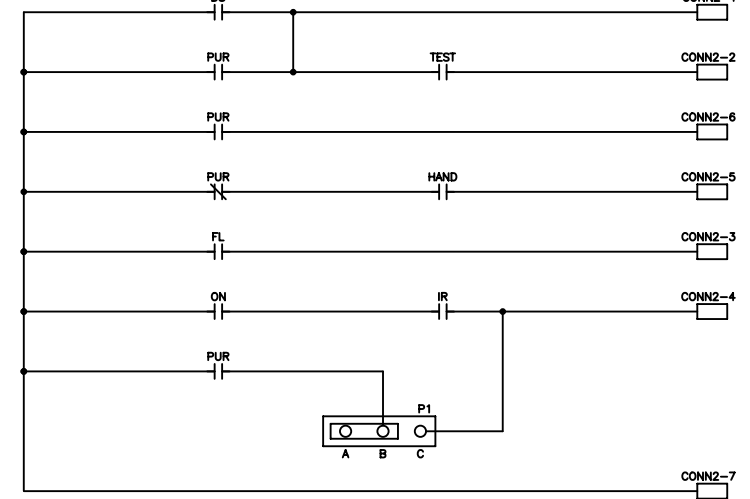 PUR TEST CONN2-2
PUR CONN2-6
PUR HAND CONN2-5
FL CONN2-3
ON IR CONN2-4
PUR
P1
A B C
CONN2-7